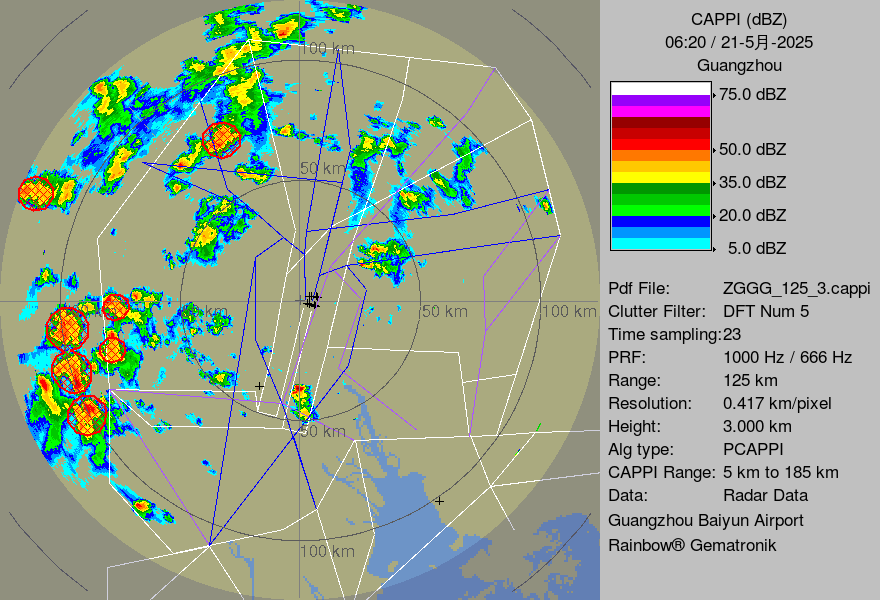 CAPPI (dBZ)
06:20 / 21-5月-2025
Guangzhou
75.0 dBZ
50.0 dBZ
35.0 dBZ
20.0 dBZ
5.0 dBZ
Pdf File: ZGGG_125_3.cappi
Clutter Filter: DFT Num 5
Time sampling:23
PRF: 1000 Hz / 666 Hz
Range: 125 km
Resolution: 0.417 km/pixel
Height: 3.000 km
Alg type: PCAPPI
CAPPI Range: 5 km to 185 km
Data: Radar Data
Guangzhou Baiyun Airport
Rainbow® Gematronik
100 km
50 km
km
50 km
100 km
50 km
100 km